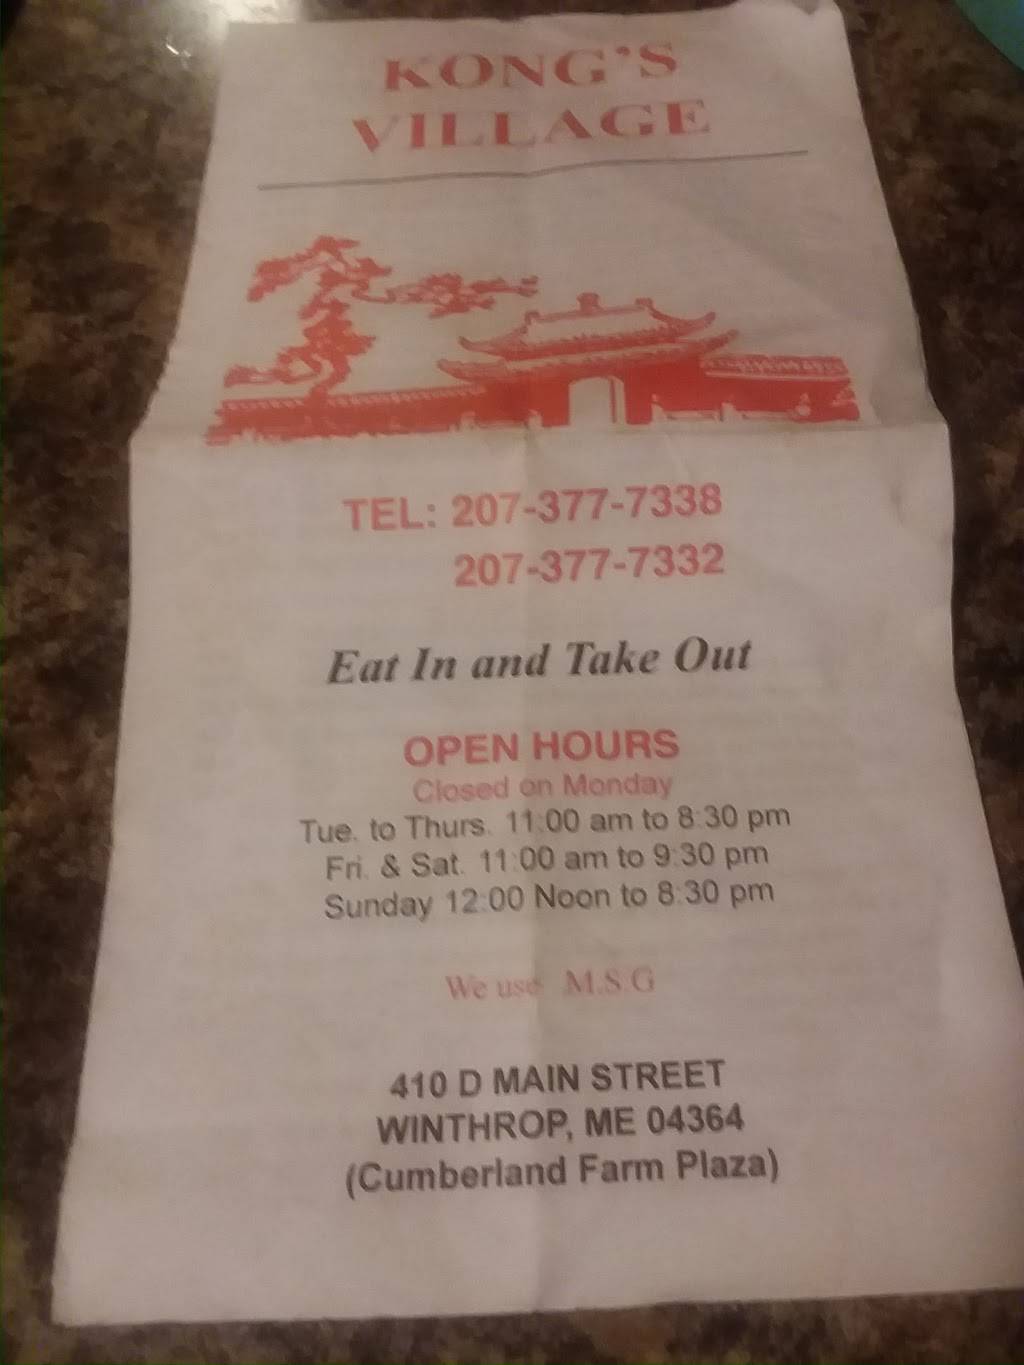 KONG'S
VILLAGE
TEL: 207-377-7338
207-377-7332
Eat In and Take Out
OPEN HOURS
Closed on Monday
Tue. to Thurs. 11:00 am to 8:30 pm
Fri. & Sat. 11:00 am to 9:30 pm
Sunday 12:00 Noon to 8:30 pm
We use M.S.G
410 D MAIN STREET
WINTHROP, ME 04364
(Cumberland Farm Plaza)